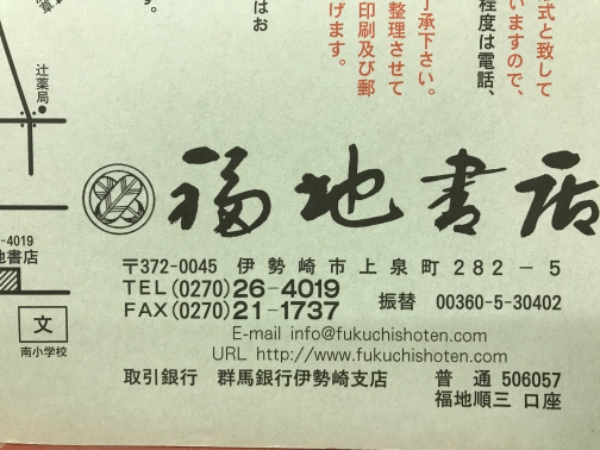 式と致して
いますので、
程度は電話、
了承下さい。
整理させて
印刷及び郵
げます。
はお
す。
辻薬局
福地書店
-4019
地書店
文
南小学校
〒372-0045 伊勢崎市上泉町282-5
TEL(0270)26-4019
FAX(0270)21-1737
振替 00360-5-30402
E-mail info@fukuchishoten.com
URL http://www.fukuchishoten.com
取引銀行 群馬銀行伊勢崎支店 普通 506057
福地順三 口座